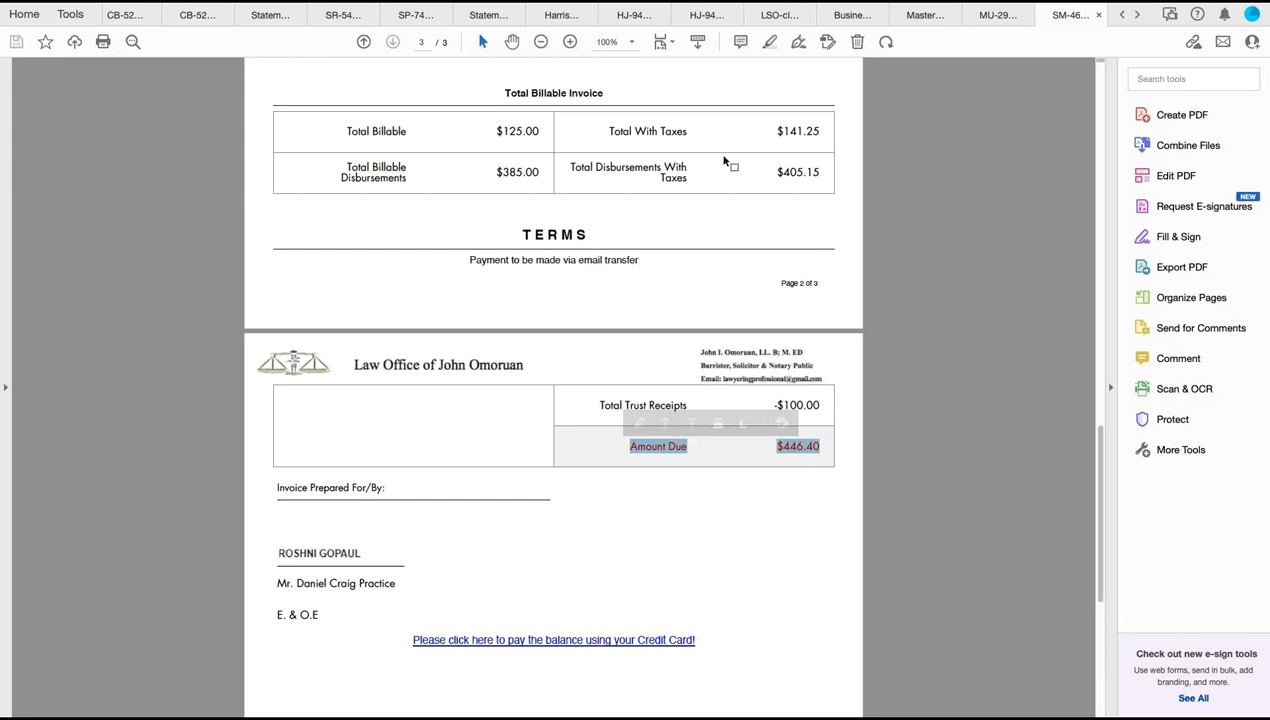 Home Tools CB-52... CB-52... Statem... SR-54... SP-74... Statem... Harris... HJ-94... HJ-94... LSO-cl... Busine... Master... MU-29... SM-46... ×
3 / 3 100%
Search tools
Create PDF
Combine Files
Edit PDF
NEW
Request E-signatures
Fill & Sign
Export PDF
Organize Pages
Send for Comments
Comment
Scan & OCR
Protect
More Tools
Check out new e-sign tools
Use web forms, send in bulk, add
branding, and more.
See All
Total Billable Invoice
Total Billable $125.00 Total With Taxes $141.25
Total Billable
Disbursements $385.00 Total Disbursements With
Taxes $405.15
TERMS
Payment to be made via email transfer
Page 2 of 3
Law Office of John Omoruan
John I. Omoruan, LL. B; M. ED
Barrister, Solicitor & Notary Public
Email: lawyeringprofessional@gmail.com
Total Trust Receipts -$100.00
Amount Due $446.40
Invoice Prepared For/By:
ROSHNI GOPAUL
Mr. Daniel Craig Practice
E. & O.E
Please click here to pay the balance using your Credit Card!